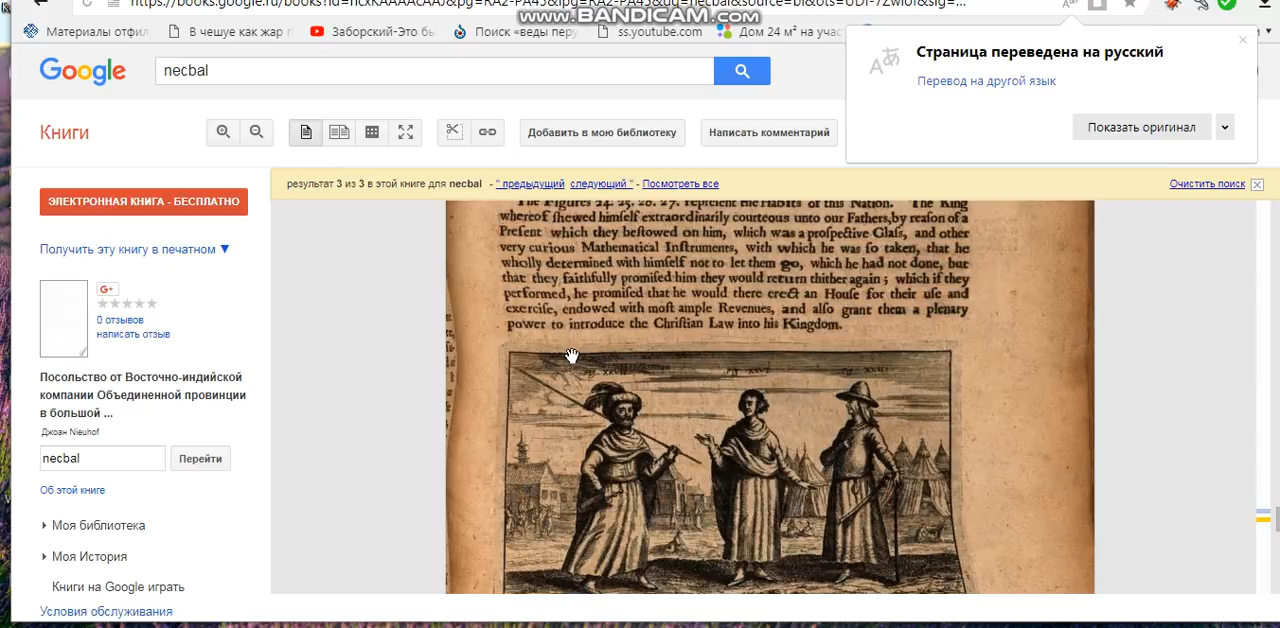 www.BANDICAM.com
Материалы
В чешуе как жар
Заборский-Это бы
Поиск «веды перу
ss.youtube.com
Дом 24 м² на учас
Страница переведена на русский
Перевод на другой язык
Показать оригинал
Google
necbal
Книги
Добавить в мою библиотеку
Написать комментарий
результат 3 из 3 в этой книге для necbal - " предыдущий следующий " - Посмотреть все
Очистить поиск
ЭЛЕКТРОННАЯ КНИГА - БЕСПЛАТНО
Получить эту книгу в печатном ▼
G+
0 отзывов
написать отзыв
Посольство от Восточно-индийской
компании Объединенной провинции
в большой ...
Джоан Nieuhof
necbal
Перейти
Об этой книге
Моя библиотека
Моя История
Книги на Google играть
Условия обслуживания
The Figures 24. 25. 26. 27. repreſent the Habits of this Nation. The King
whereof ſhewed himſelf extraordinarily courteous unto our Fathers, by reaſon of a
Preſent which they beſtowed on him, which was a proſpective Glaſs, and other
very curious Mathematical Inſtruments, with which he was ſo taken, that he
wholly determined with himſelf not to let them go, which he had not done, but
that they faithfully promiſed him they would return thither again ; which if they
performed, he promiſed that he would there erect an Houſe for their uſe and
exerciſe, endowed with moſt ample Revenues, and alſo grant them a plenary
power to introduce the Chriſtian Law into his Kingdom.